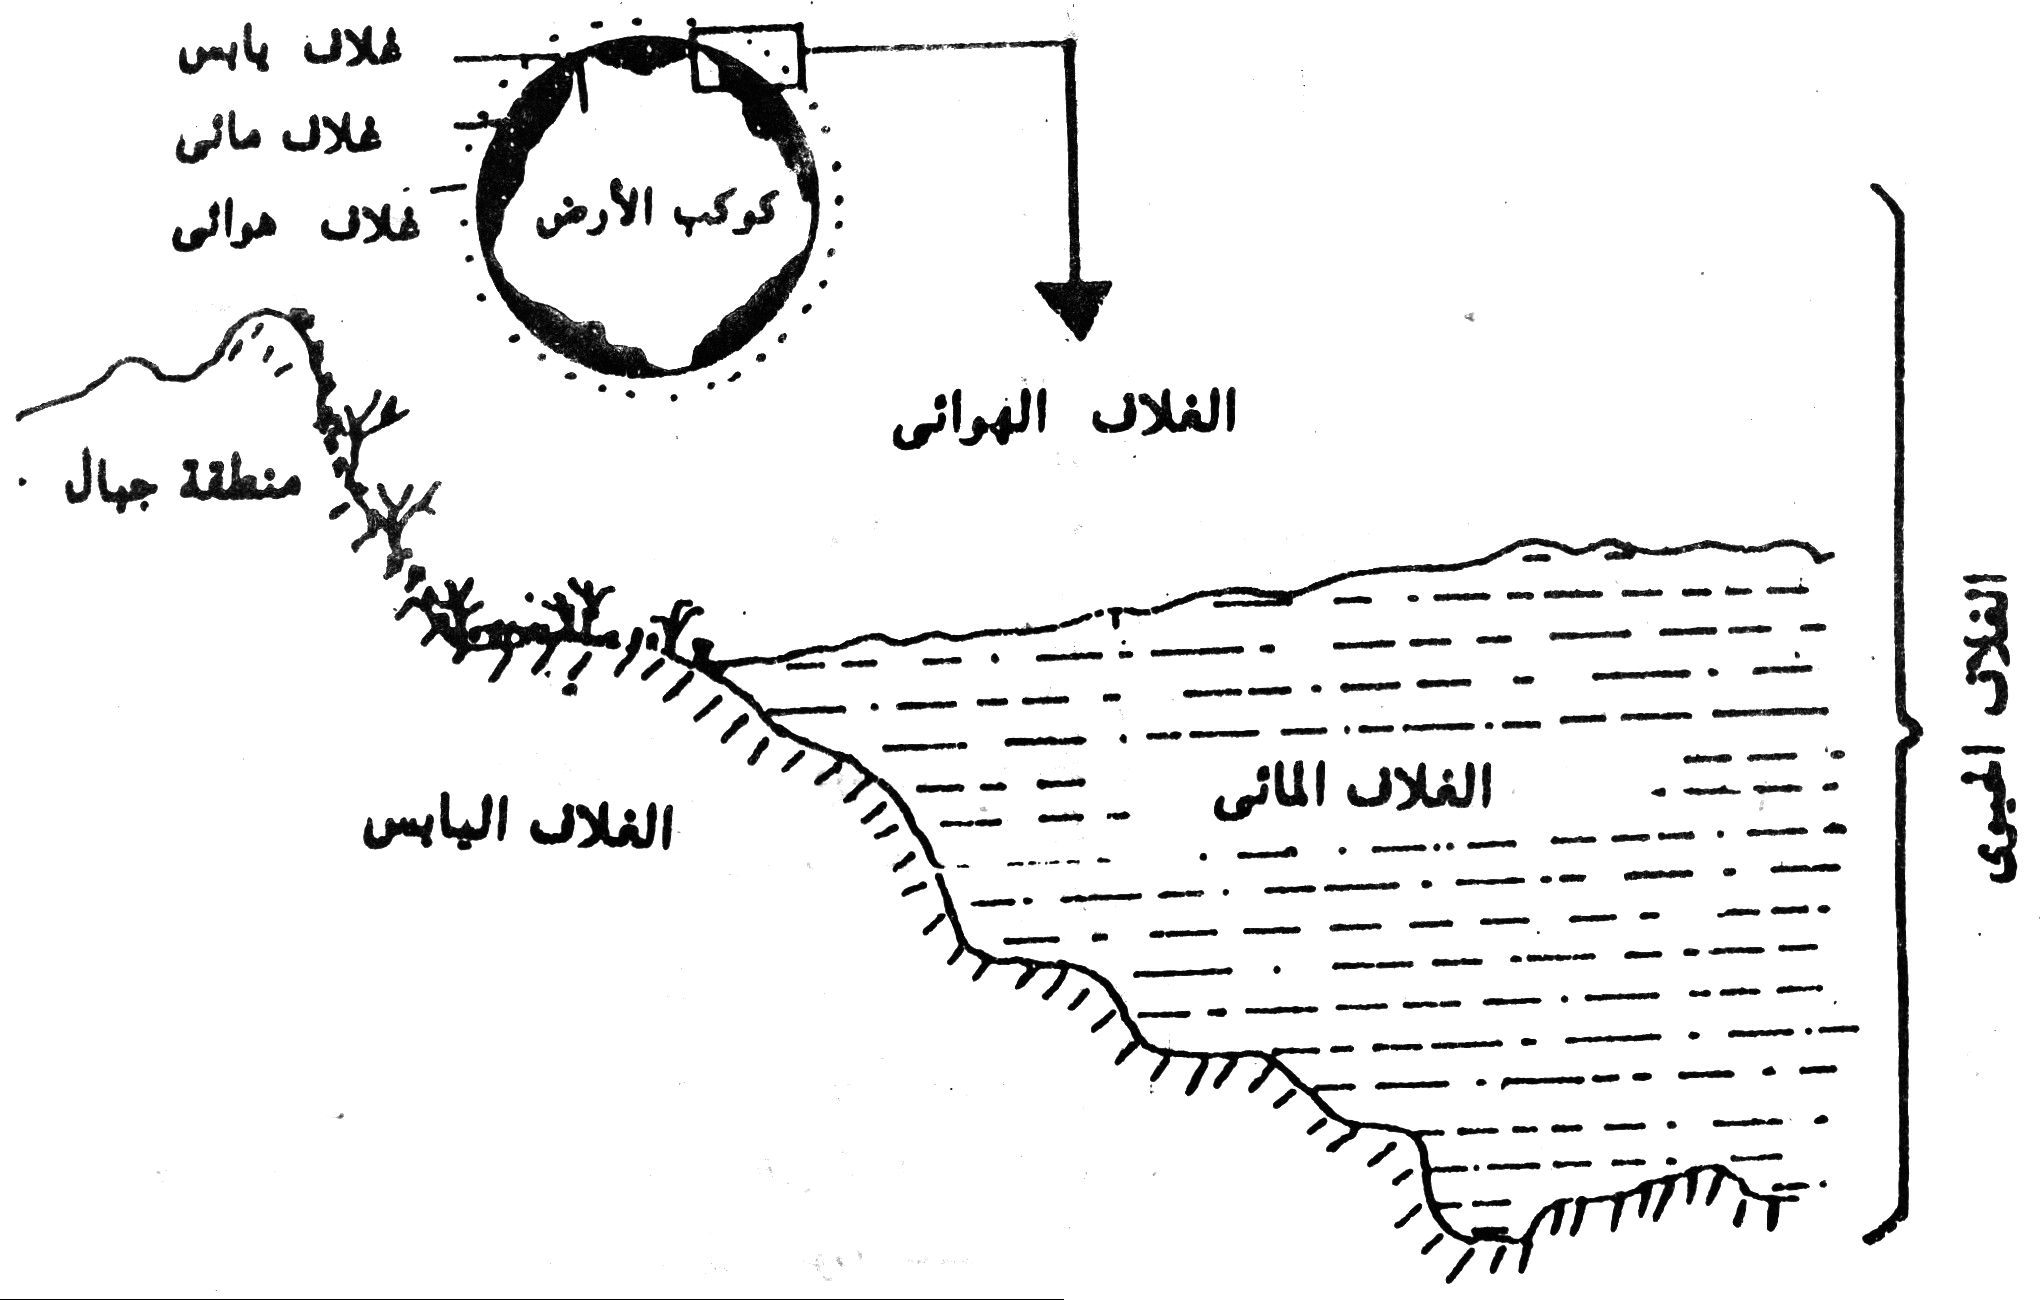 غلاف يابس
غلاف مائى
غلاف هوائى
كوكب الأرض
الغلاف الهوائى
منطقة جبال
الغلاف المائى
الغلاف اليابس
الغلاف الحيوى